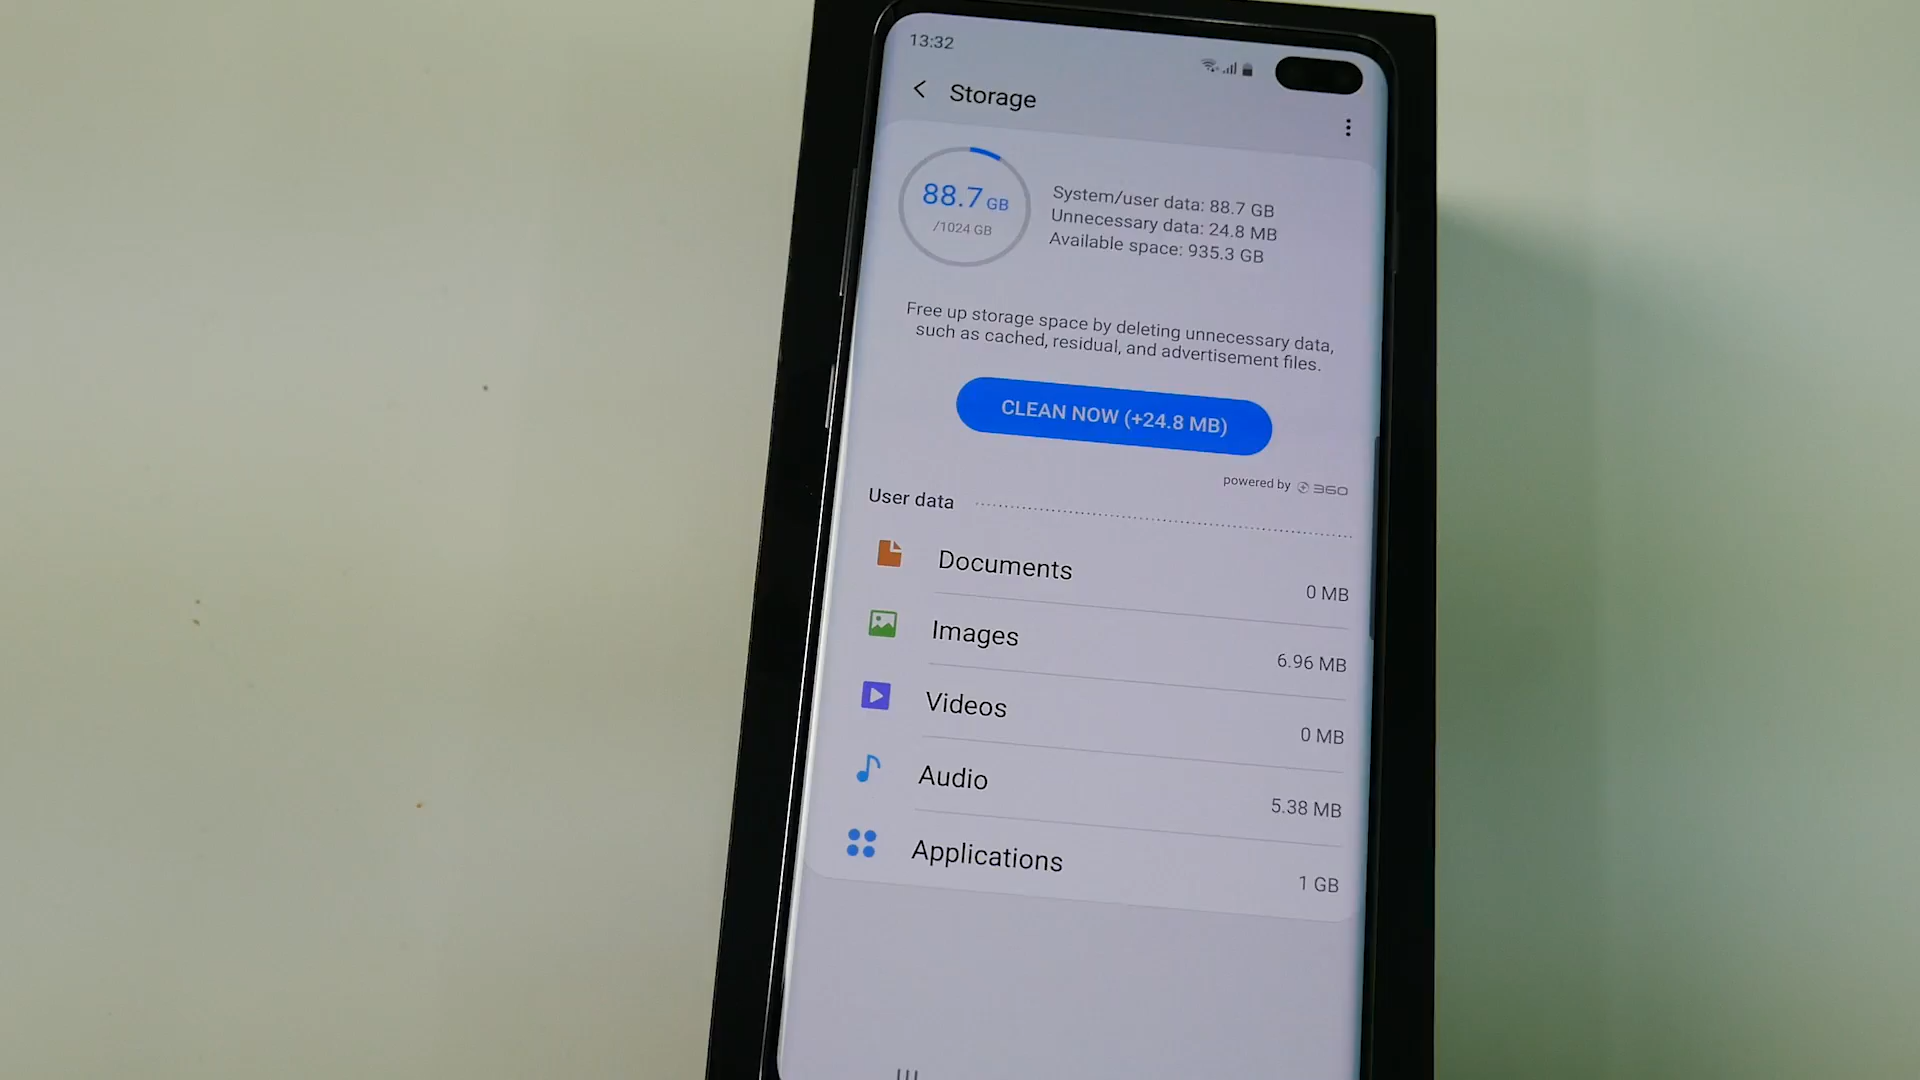 13:32
Storage
88.7 GB
/1024 GB
System/user data: 88.7 GB
Unnecessary data: 24.8 MB
Available space: 935.3 GB
Free up storage space by deleting unnecessary data,
such as cached, residual, and advertisement files.
CLEAN NOW (+24.8 MB)
powered by 360
User data
Documents
0 MB
Images
6.96 MB
Videos
0 MB
Audio
5.38 MB
Applications
1 GB